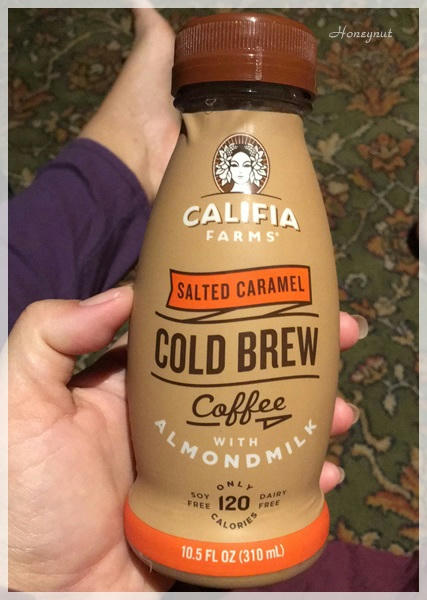 Honeynut
CALIFIA
FARMS®
SALTED CARAMEL
COLD BREW
Coffee
WITH
ALMONDMILK
ONLY
SOY FREE
120
DAIRY FREE
CALORIES
10.5 FL OZ (310 mL)